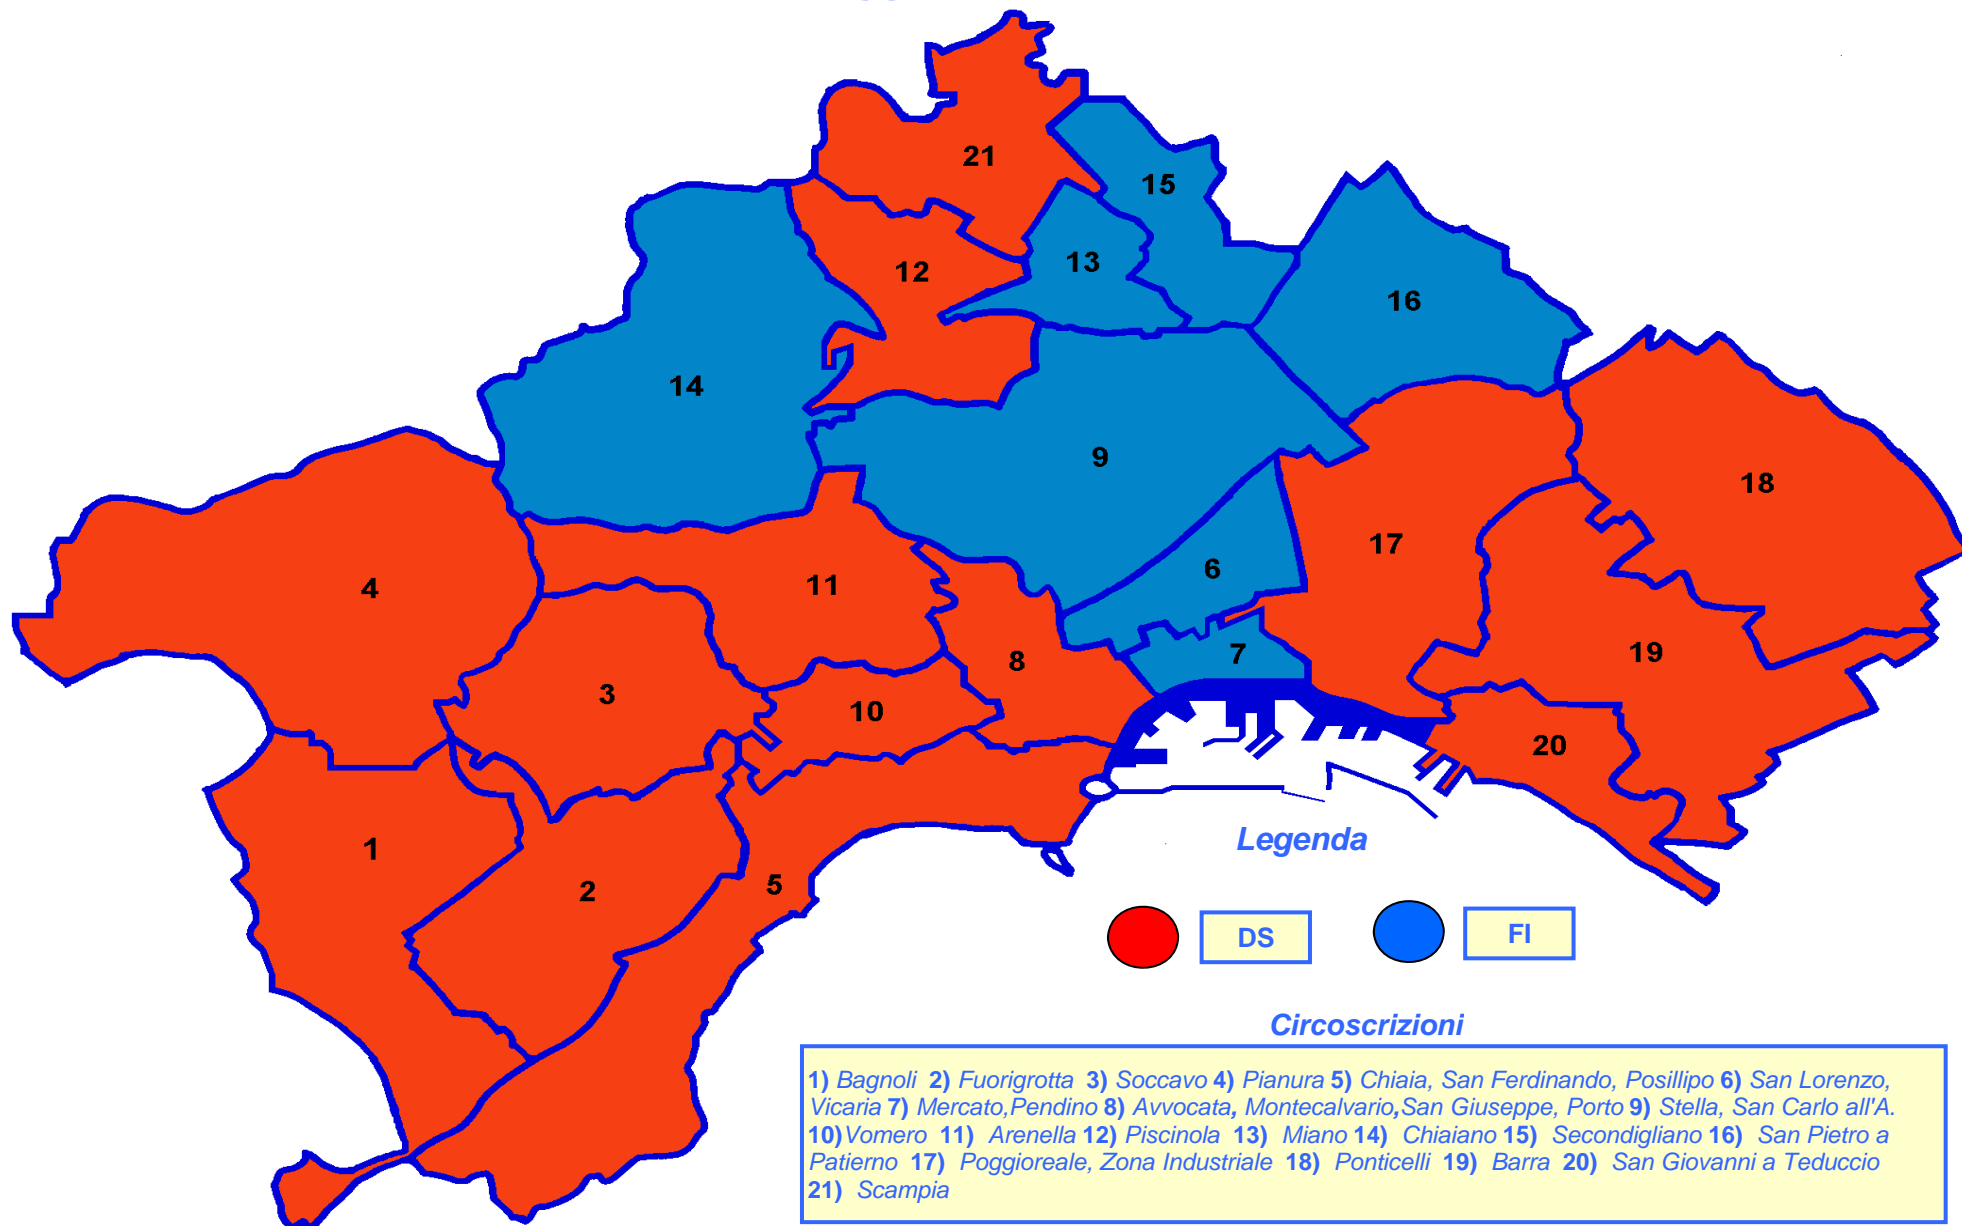 21
15
12
13
16
14
9
18
17
4
11
6
19
8
7
3
10
20
1
2
5
Legenda
DS
FI
Circoscrizioni
1) Bagnoli 2) Fuorigrotta 3) Soccavo 4) Pianura 5) Chiaia, San Ferdinando, Posillipo 6) San Lorenzo,
Vicaria 7) Mercato,Pendino 8) Avvocata, Montecalvario,San Giuseppe, Porto 9) Stella, San Carlo all'A.
10)Vomero 11) Arenella 12) Piscinola 13) Miano 14) Chiaiano 15) Secondigliano 16) San Pietro a
Patierno 17) Poggioreale, Zona Industriale 18) Ponticelli 19) Barra 20) San Giovanni a Teduccio
21) Scampia